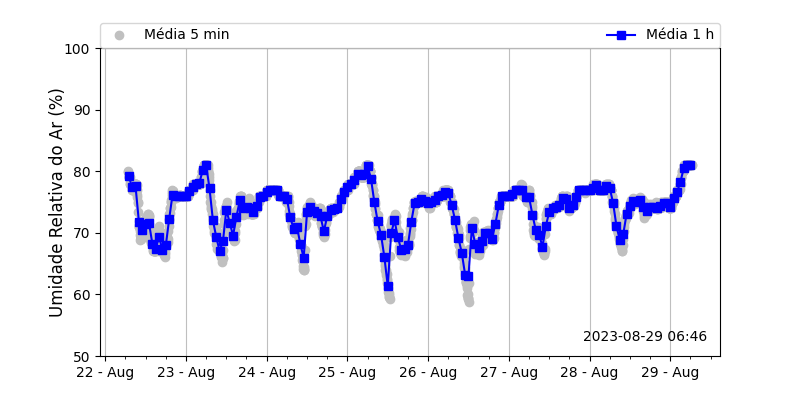 Média 5 min Média 1 h
Umidade Relativa do Ar (%)
100
90
80
70
60
50
2023-08-29 06:46
22 - Aug 23 - Aug 24 - Aug 25 - Aug 26 - Aug 27 - Aug 28 - Aug 29 - Aug